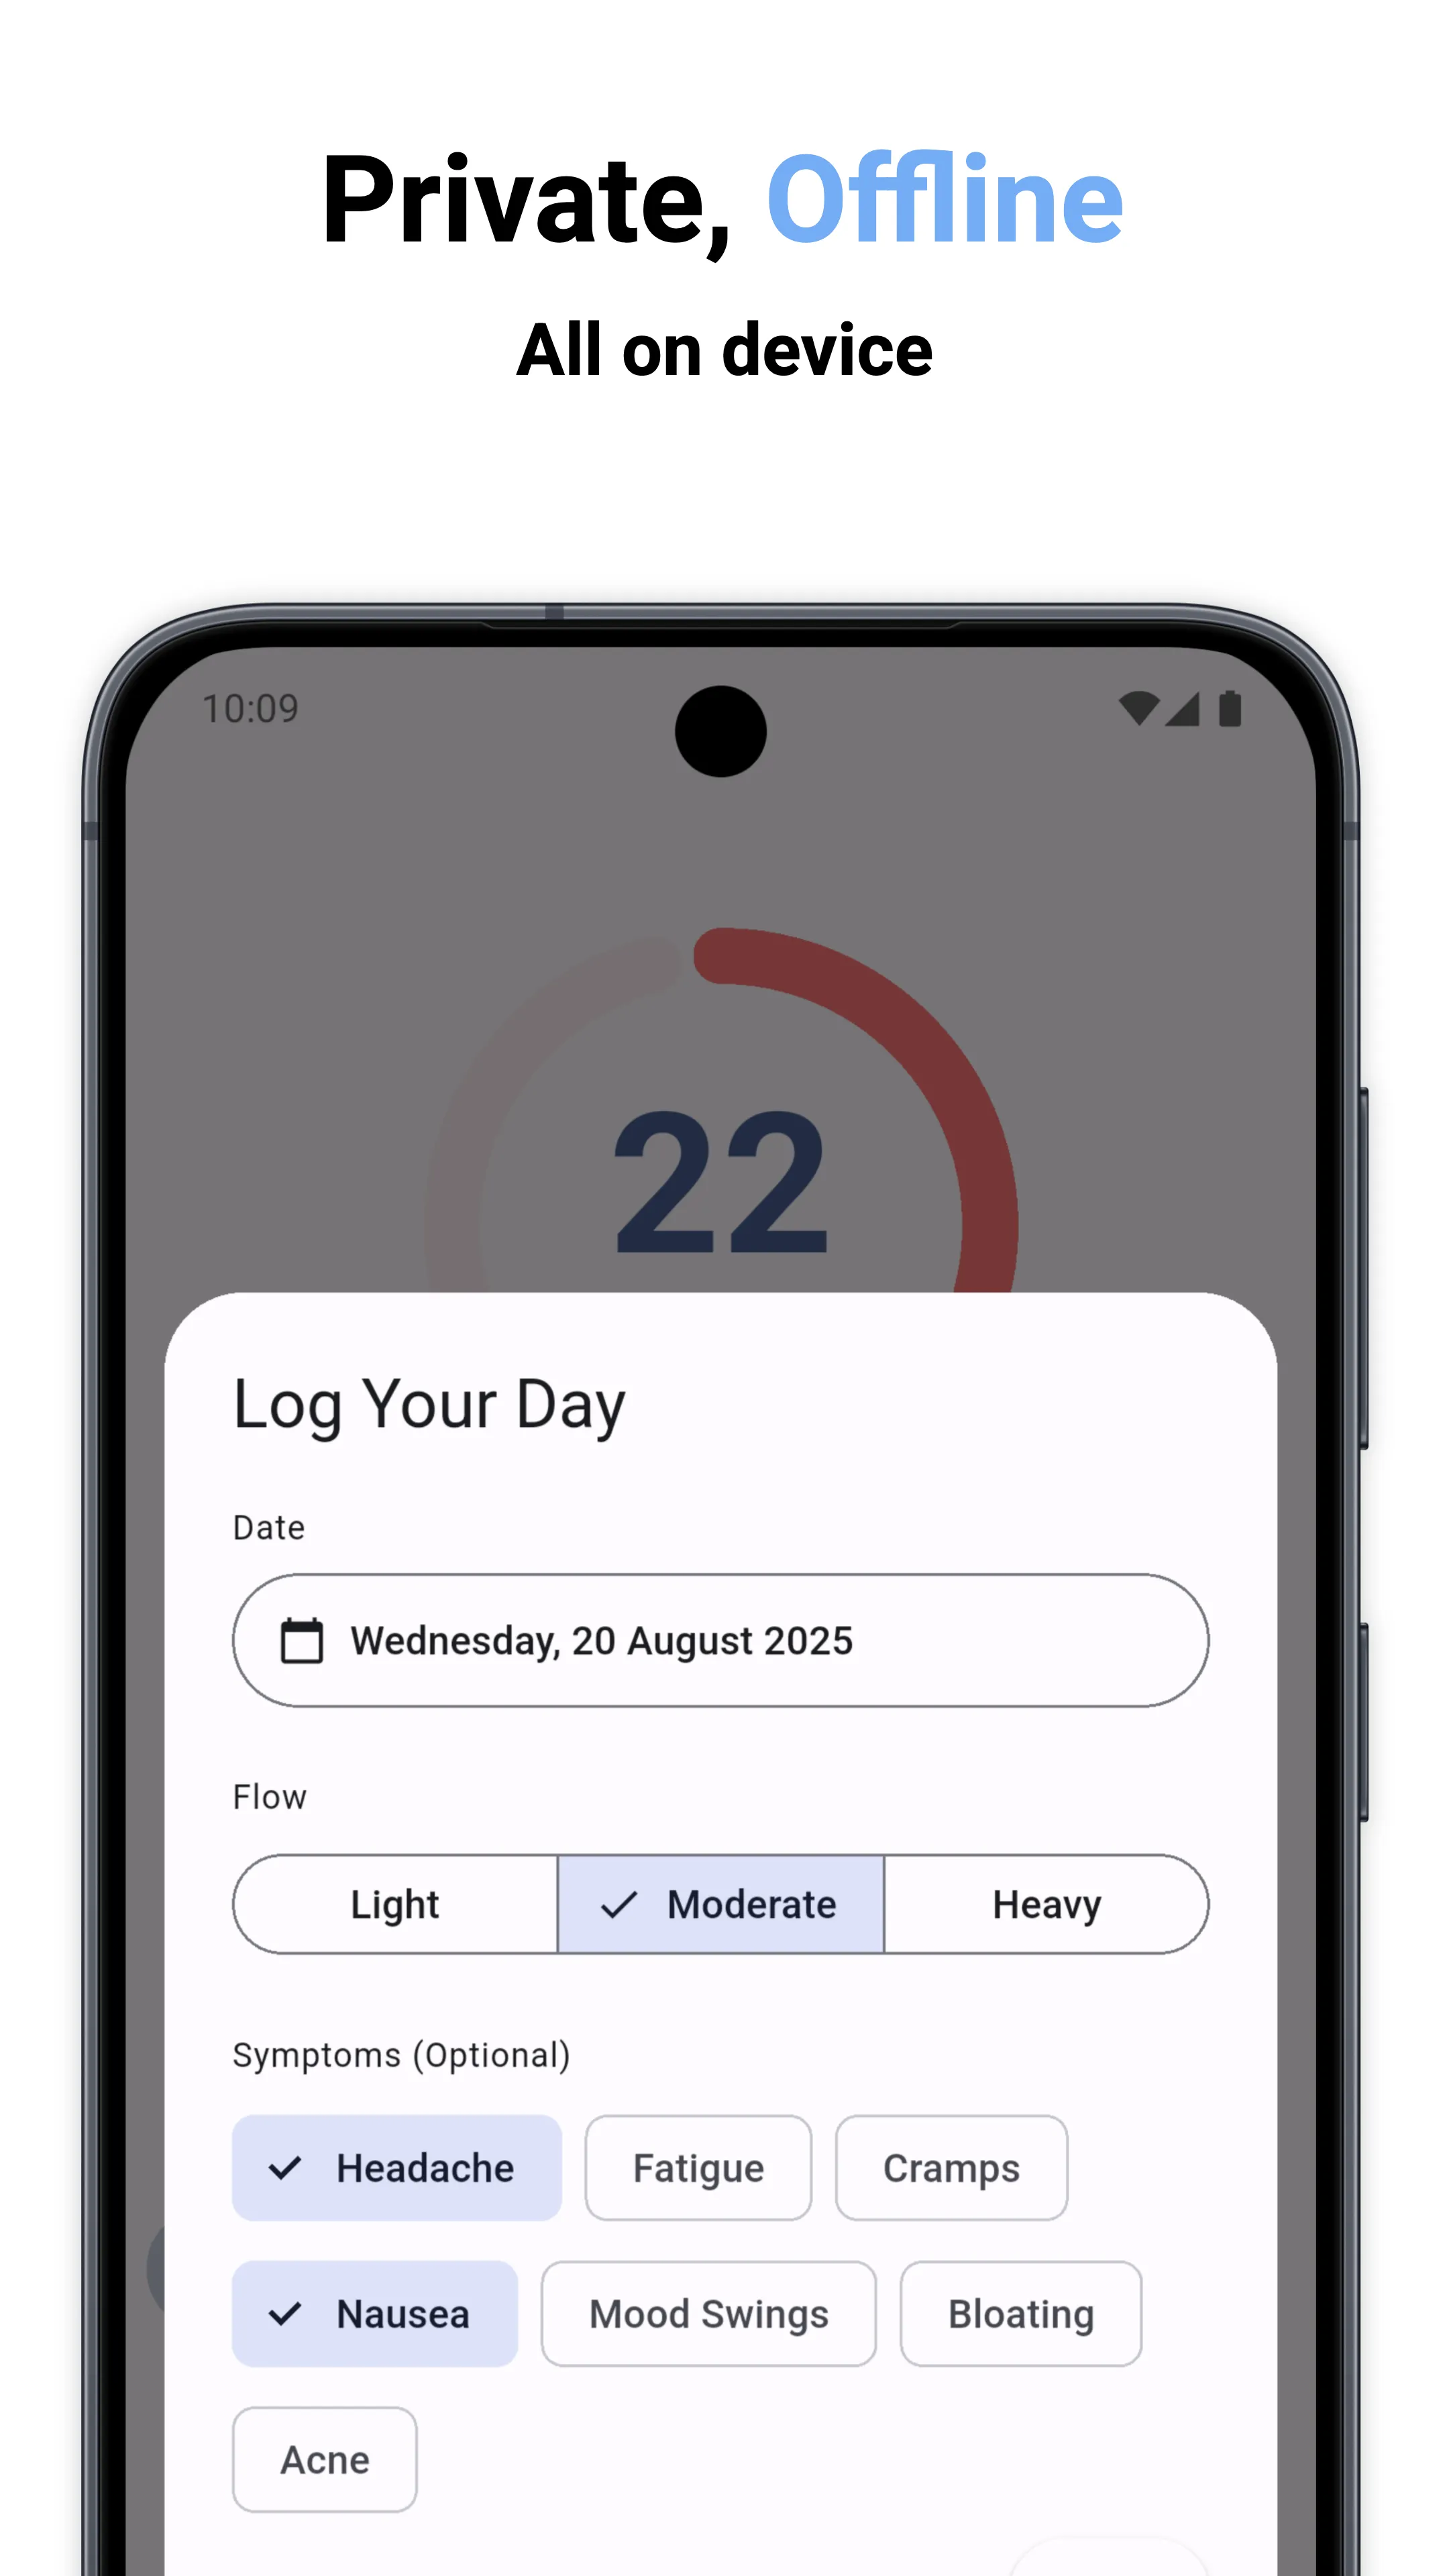 Private, Offline
All on device
10:09
22
Log Your Day
Date
Wednesday, 20 August 2025
Flow
Light Moderate Heavy
Symptoms (Optional)
Headache Fatigue Cramps
Nausea Mood Swings Bloating
Acne